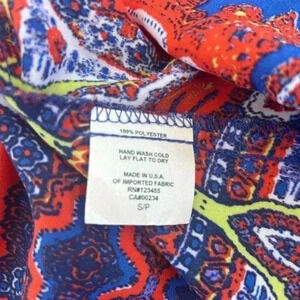 100% POLYESTER
HAND WASH COLD
LAY FLAT TO DRY
MADE IN U.S.A.
OF IMPORTED FABRIC
RN#123455
CA#00234
S/P